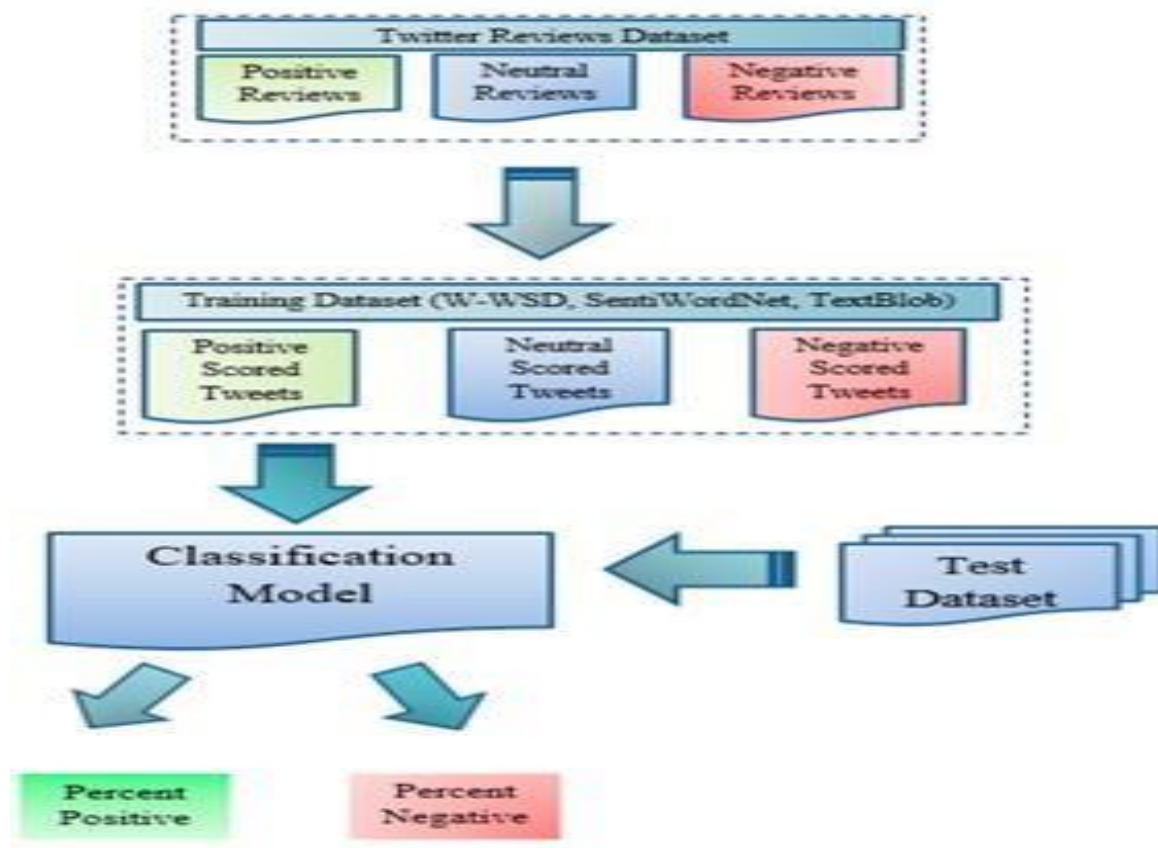 Twitter Reviews Dataset
Positive
Reviews
Neutral
Reviews
Negative
Reviews
Training Dataset (W-WSD, SentiWordNet, TextBlob)
Positive
Scored
Tweets
Neutral
Scored
Tweets
Negative
Scored
Tweets
Classification
Model
Test
Dataset
Percent
Positive
Percent
Negative